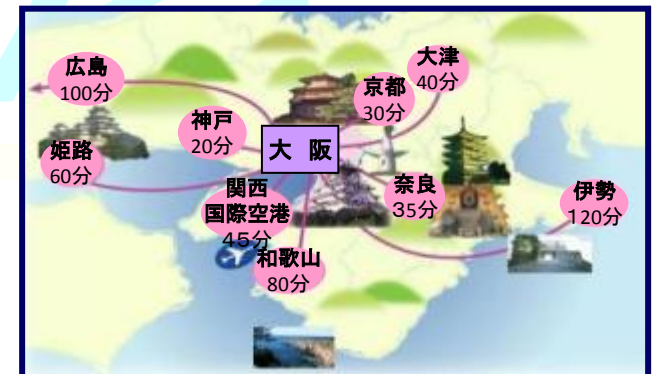 広島
100分
大津
40分
京都
30分
神戸
20分
大 阪
姫路
60分
関西
国際空港
45分
奈良
35分
伊勢
120分
和歌山
80分